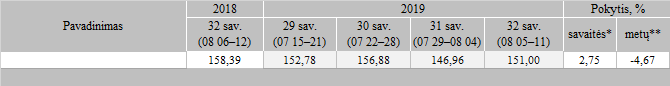 Pavadinimas 2018 2019 Pokytis, %
32 sav. (08 06–12) 29 sav. (07 15–21) 30 sav. (07 22–28) 31 sav. (07 29–08 04) 32 sav. (08 05–11) savaitės* metų**
158,39 152,78 156,88 146,96 151,00 2,75 -4,67